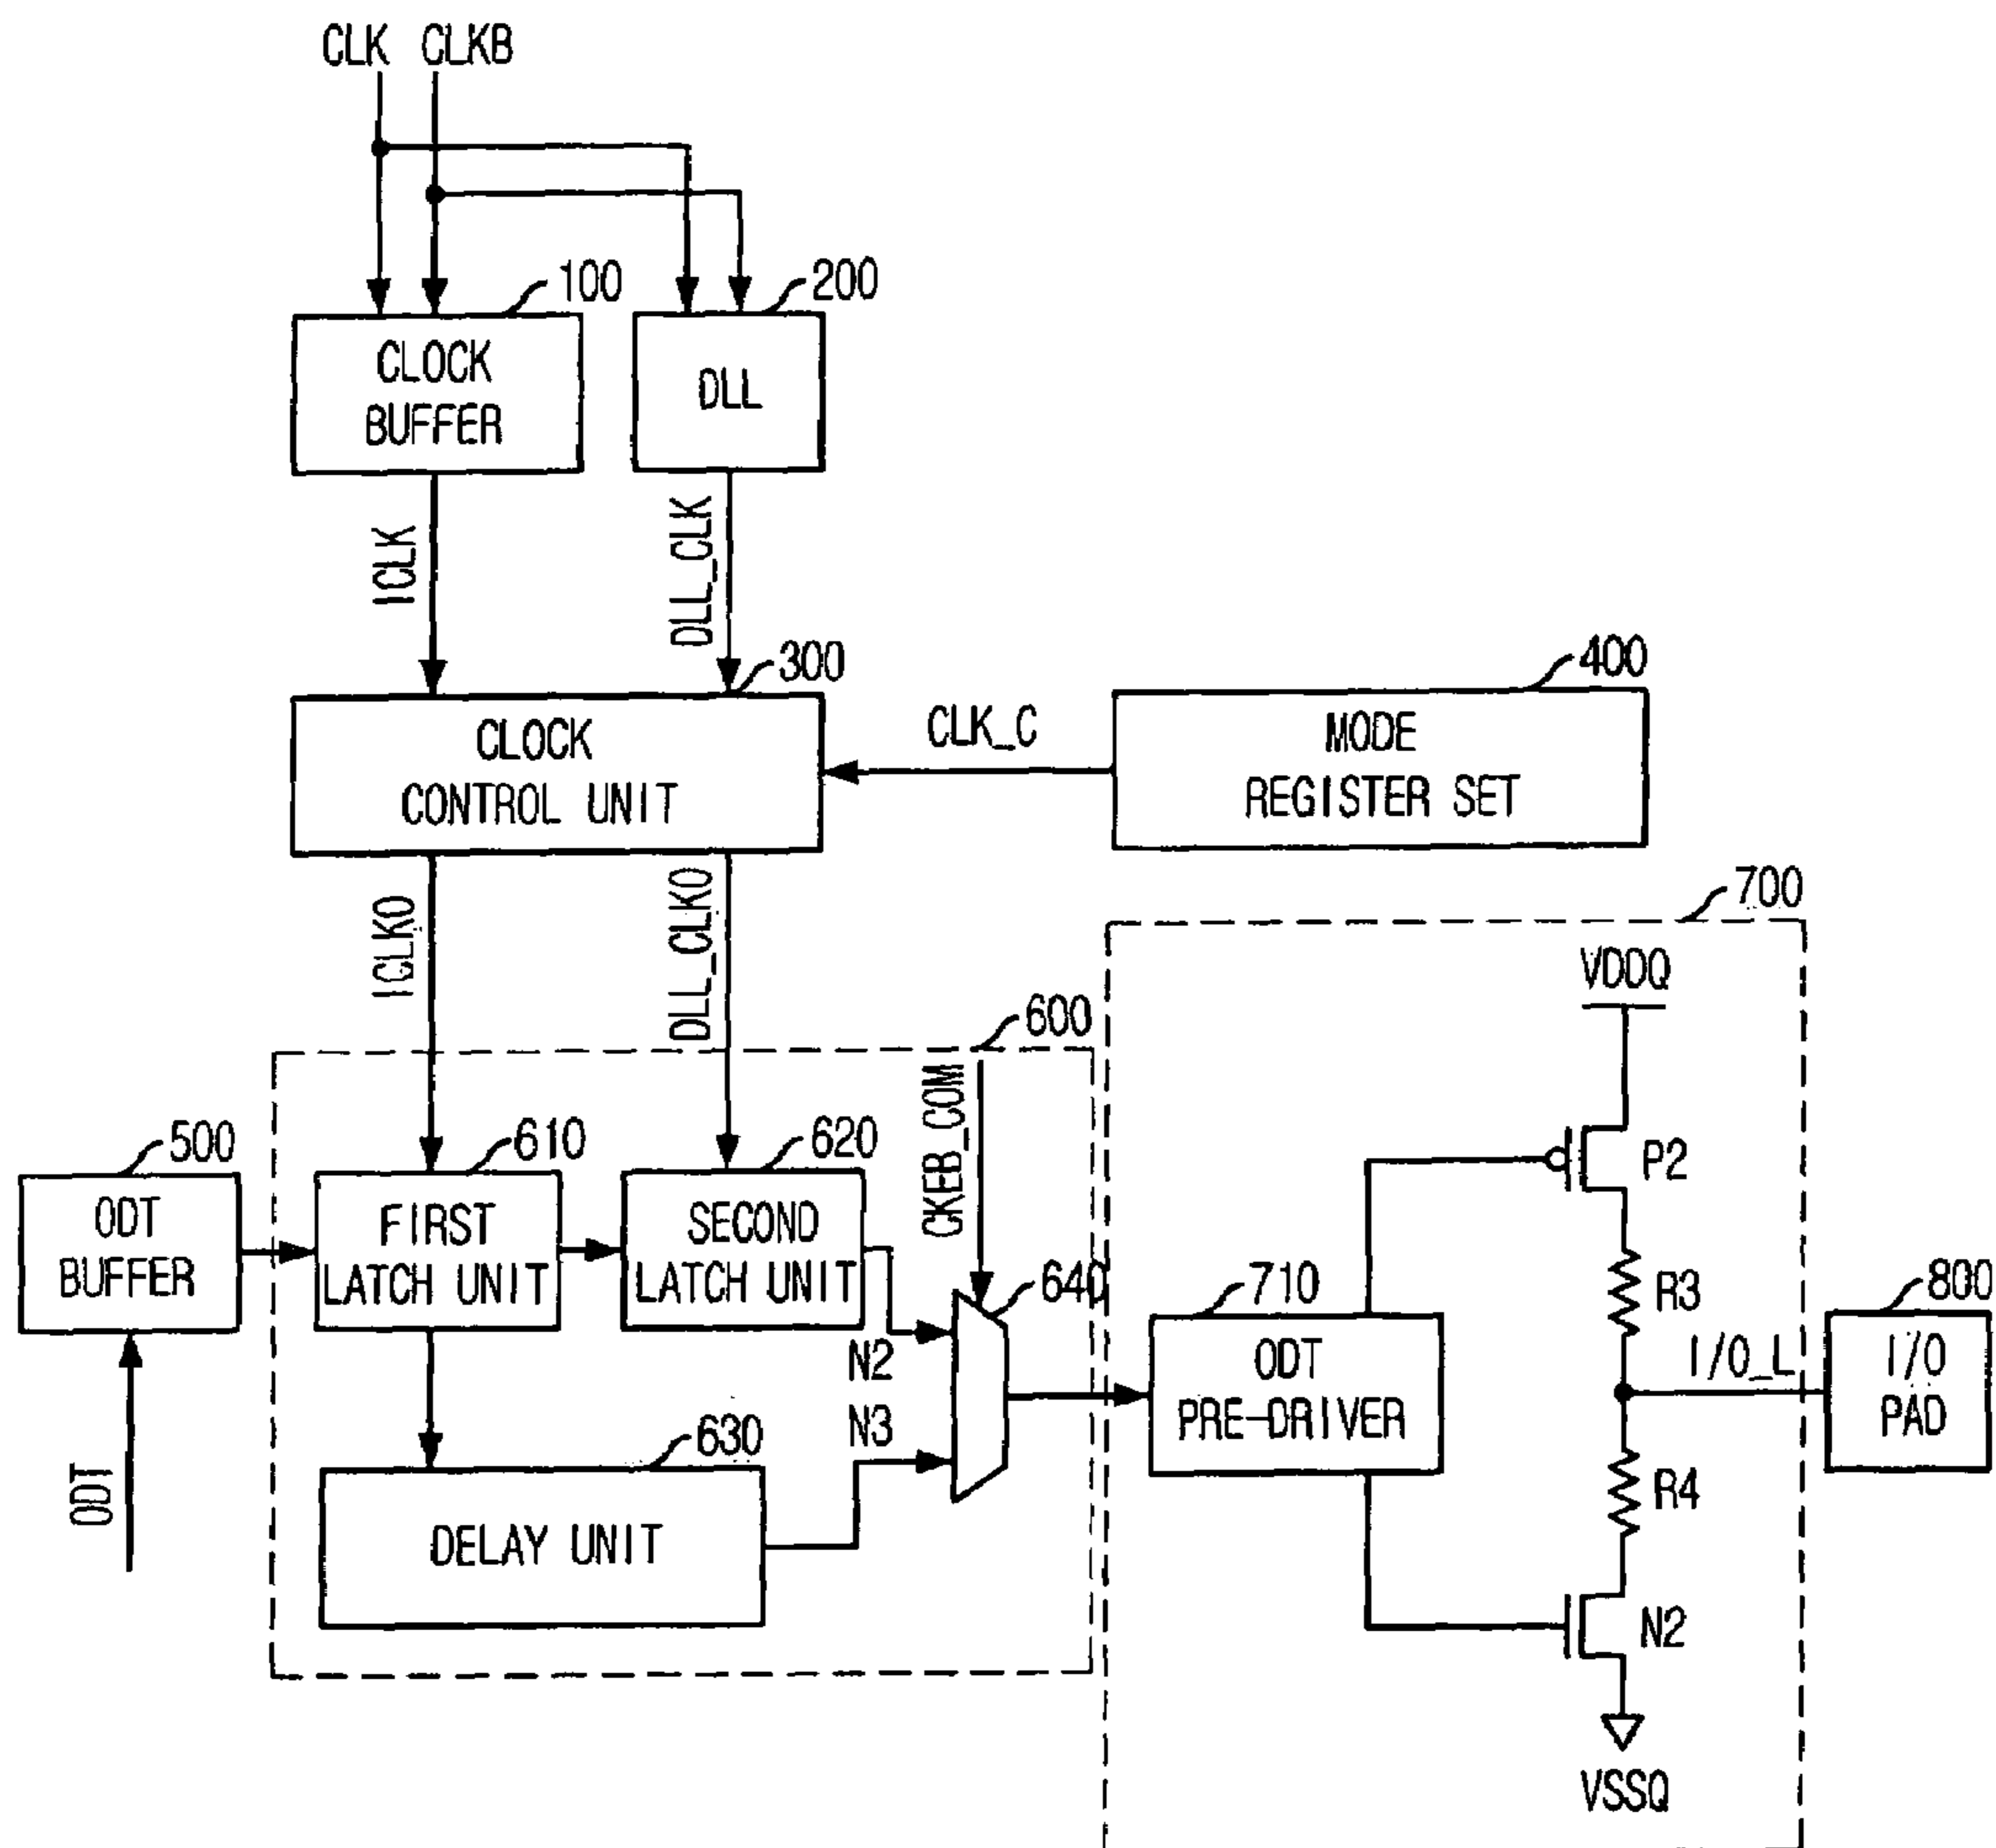 CLK CLKB
100
200
CLOCK
BUFFER
DLL
ICLK
DLL_CLK
300
400
CLOCK
CONTROL UNIT
CLK_C
MODE
REGISTER SET
ICLKO
DLL_CLKO
700
VDDQ
600
CKEB_COM
500
610
620
P2
ODT
BUFFER
FIRST
LATCH UNIT
SECOND
LATCH UNIT
640
710
R3
800
N2
ODT
PRE-DRIVER
I/O_L
I/O
PAD
N3
630
R4
ODT
DELAY UNIT
N2
VSSQ